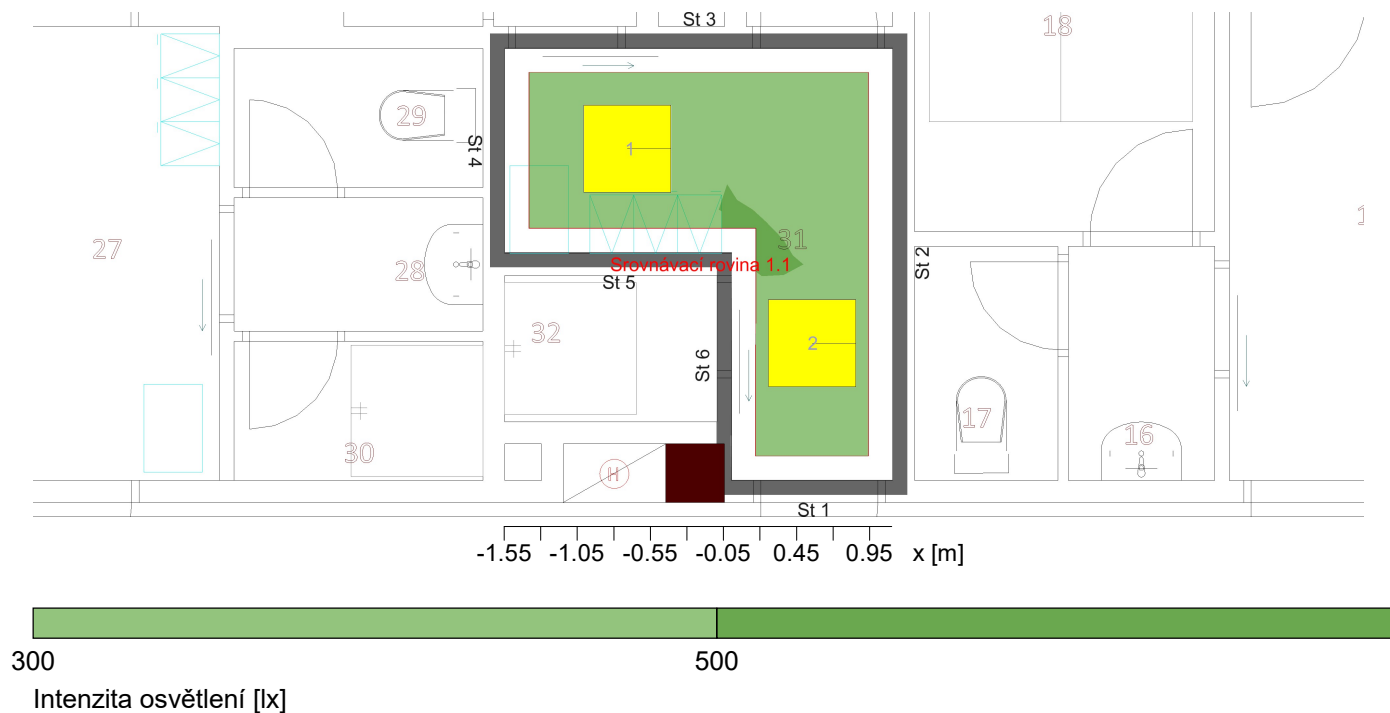 St 3
18
29
St 4
1
27
31
1
St 2
28
Srovnávací rovina 1.1
St 5
32
2
St 6
17
16
30
H
St 1
-1.55 -1.05 -0.55 -0.05 0.45 0.95 x [m]
300 500
Intenzita osvětlení [lx]